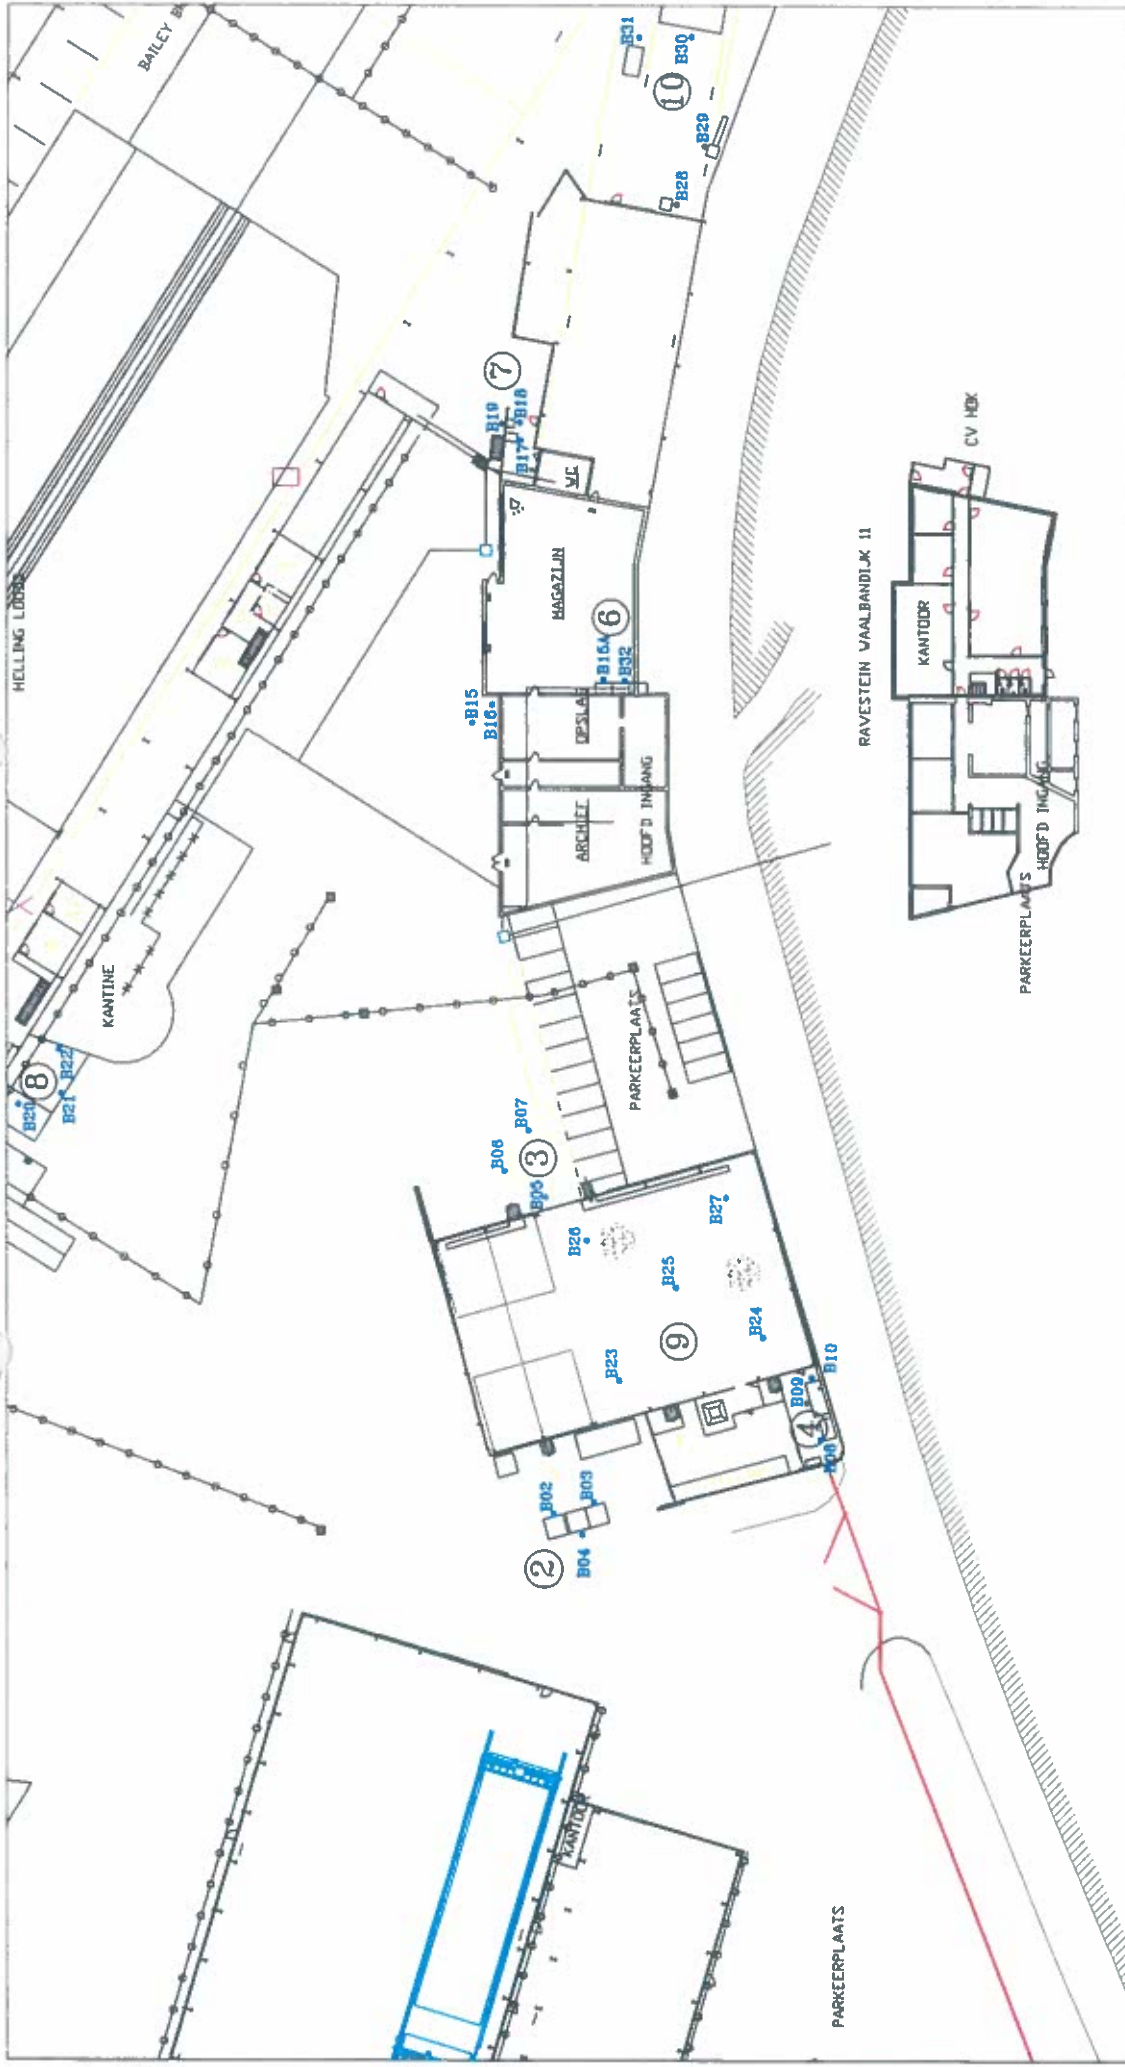 HELLING LOODS
BAILEY
B31
B30
10
B29
B28
7
B19
B18
B17
WC
MAGAZIJN
6
B15A
B32
B15
B16
OPSLAG
ARCHIEF
HOOFD INGANG
RAVESTEIN WAALBANDIJK 11
CV HOK
KANTOOR
HOOFD INGANG
PARKEERPLAATS
KANTINE
8
B20
B21
B22
PARKEERPLAATS
B07
B06
3
B05
B26
B27
B25
B24
9
B23
B10
B09
4
B02
B03
B04
2
KANTOOR
PARKEERPLAATS